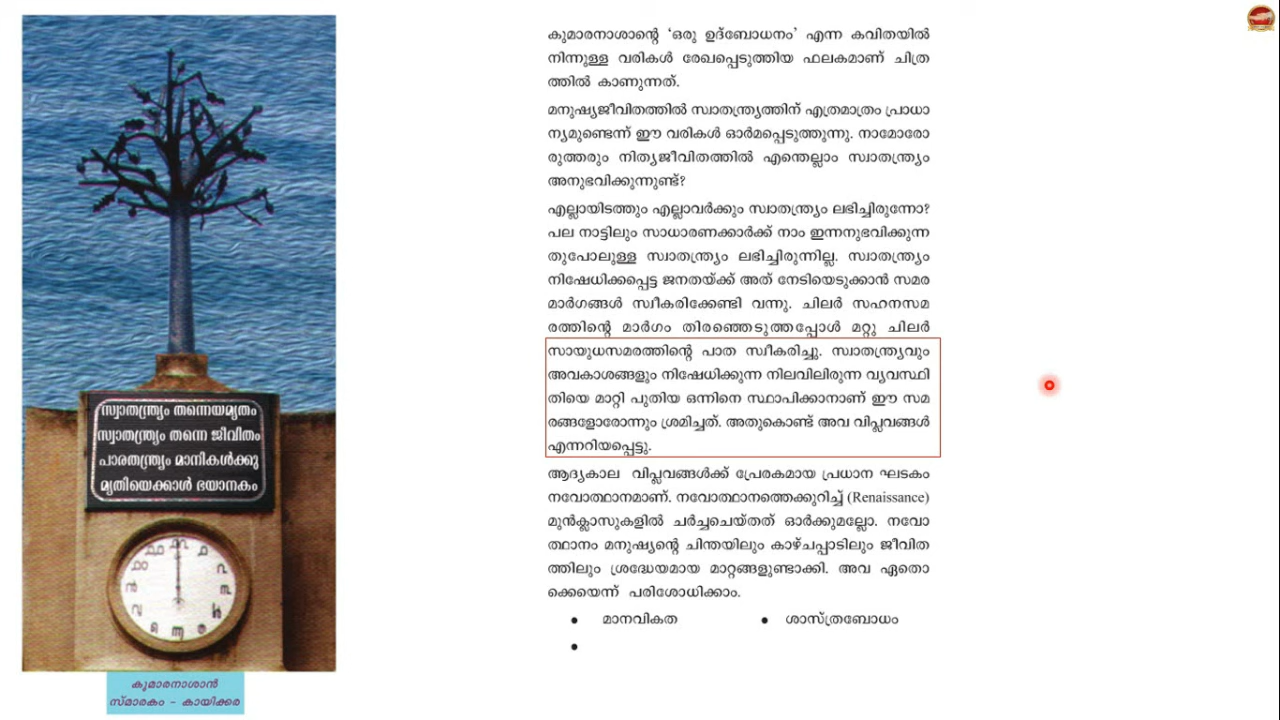 സ്വാതന്ത്ര്യം തന്നെയമൃതം
സ്വാതന്ത്ര്യം തന്നെ ജീവിതം
പാരതന്ത്ര്യം മാനികൾക്കു
മൃതിയെക്കാൾ ഭയാനകം
കുമാരനാശാൻ
സ്മാരകം - കായിക്കര
കുമാരനാശാന്റെ ‘ഒരു ഉദ്ബോധനം’ എന്ന കവിതയിൽ
നിന്നുള്ള വരികൾ രേഖപ്പെടുത്തിയ ഫലകമാണ് ചിത്ര
ത്തിൽ കാണുന്നത്.
മനുഷ്യജീവിതത്തിൽ സ്വാതന്ത്ര്യത്തിന് എത്രമാത്രം പ്രാധാ
ന്യമുണ്ടെന്ന് ഈ വരികൾ ഓർമപ്പെടുത്തുന്നു. നാമോരോ
രുത്തരും നിത്യജീവിതത്തിൽ എന്തെല്ലാം സ്വാതന്ത്ര്യം
അനുഭവിക്കുന്നുണ്ട്?
എല്ലായിടത്തും എല്ലാവർക്കും സ്വാതന്ത്ര്യം ലഭിച്ചിരുന്നോ?
പല നാട്ടിലും സാധാരണക്കാർക്ക് നാം ഇന്നനുഭവിക്കുന്ന
തുപോലുള്ള സ്വാതന്ത്ര്യം ലഭിച്ചിരുന്നില്ല. സ്വാതന്ത്ര്യം
നിഷേധിക്കപ്പെട്ട ജനതയ്ക്ക് അത് നേടിയെടുക്കാൻ സമര
മാർഗങ്ങൾ സ്വീകരിക്കേണ്ടി വന്നു. ചിലർ സഹനസമ
രത്തിന്റെ മാർഗം തിരഞ്ഞെടുത്തപ്പോൾ മറ്റു ചിലർ
സായുധസമരത്തിന്റെ പാത സ്വീകരിച്ചു. സ്വാതന്ത്ര്യവും
അവകാശങ്ങളും നിഷേധിക്കുന്ന നിലവിലിരുന്ന വ്യവസ്ഥി
തിയെ മാറ്റി പുതിയ ഒന്നിനെ സ്ഥാപിക്കാനാണ് ഈ സമ
രങ്ങളോരോന്നും ശ്രമിച്ചത്. അതുകൊണ്ട് അവ വിപ്ലവങ്ങൾ
എന്നറിയപ്പെട്ടു.
ആദ്യകാല വിപ്ലവങ്ങൾക്ക് പ്രേരകമായ പ്രധാന ഘടകം
നവോത്ഥാനമാണ്. നവോത്ഥാനത്തെക്കുറിച്ച് (Renaissance)
മുൻക്ലാസുകളിൽ ചർച്ചചെയ്തത് ഓർക്കുമല്ലോ. നവോ
ത്ഥാനം മനുഷ്യന്റെ ചിന്തയിലും കാഴ്ചപ്പാടിലും ജീവിത
ത്തിലും ശ്രദ്ധേയമായ മാറ്റങ്ങളുണ്ടാക്കി. അവ ഏതൊ
ക്കെയെന്ന് പരിശോധിക്കാം.
• മാനവികത • ശാസ്ത്രബോധം
•